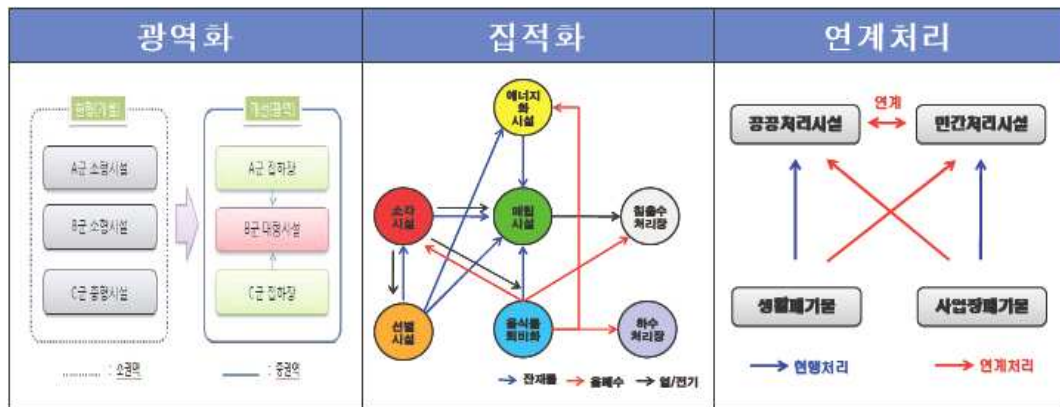 광역화
집적화
연계처리
현행(개별)
개선(광역)
A군 소형시설
B군 소형시설
C군 중형시설
A군 집하장
B군 대형시설
C군 집하장
: 소권역
: 중권역
에너지
화
시설
소각
시설
매립
시설
침출수
처리장
선별
시설
음식물
퇴비화
하수
처리장
잔재물
음폐수
열/전기
공공처리시설
연계
민간처리시설
생활폐기물
사업장폐기물
현행처리
연계처리